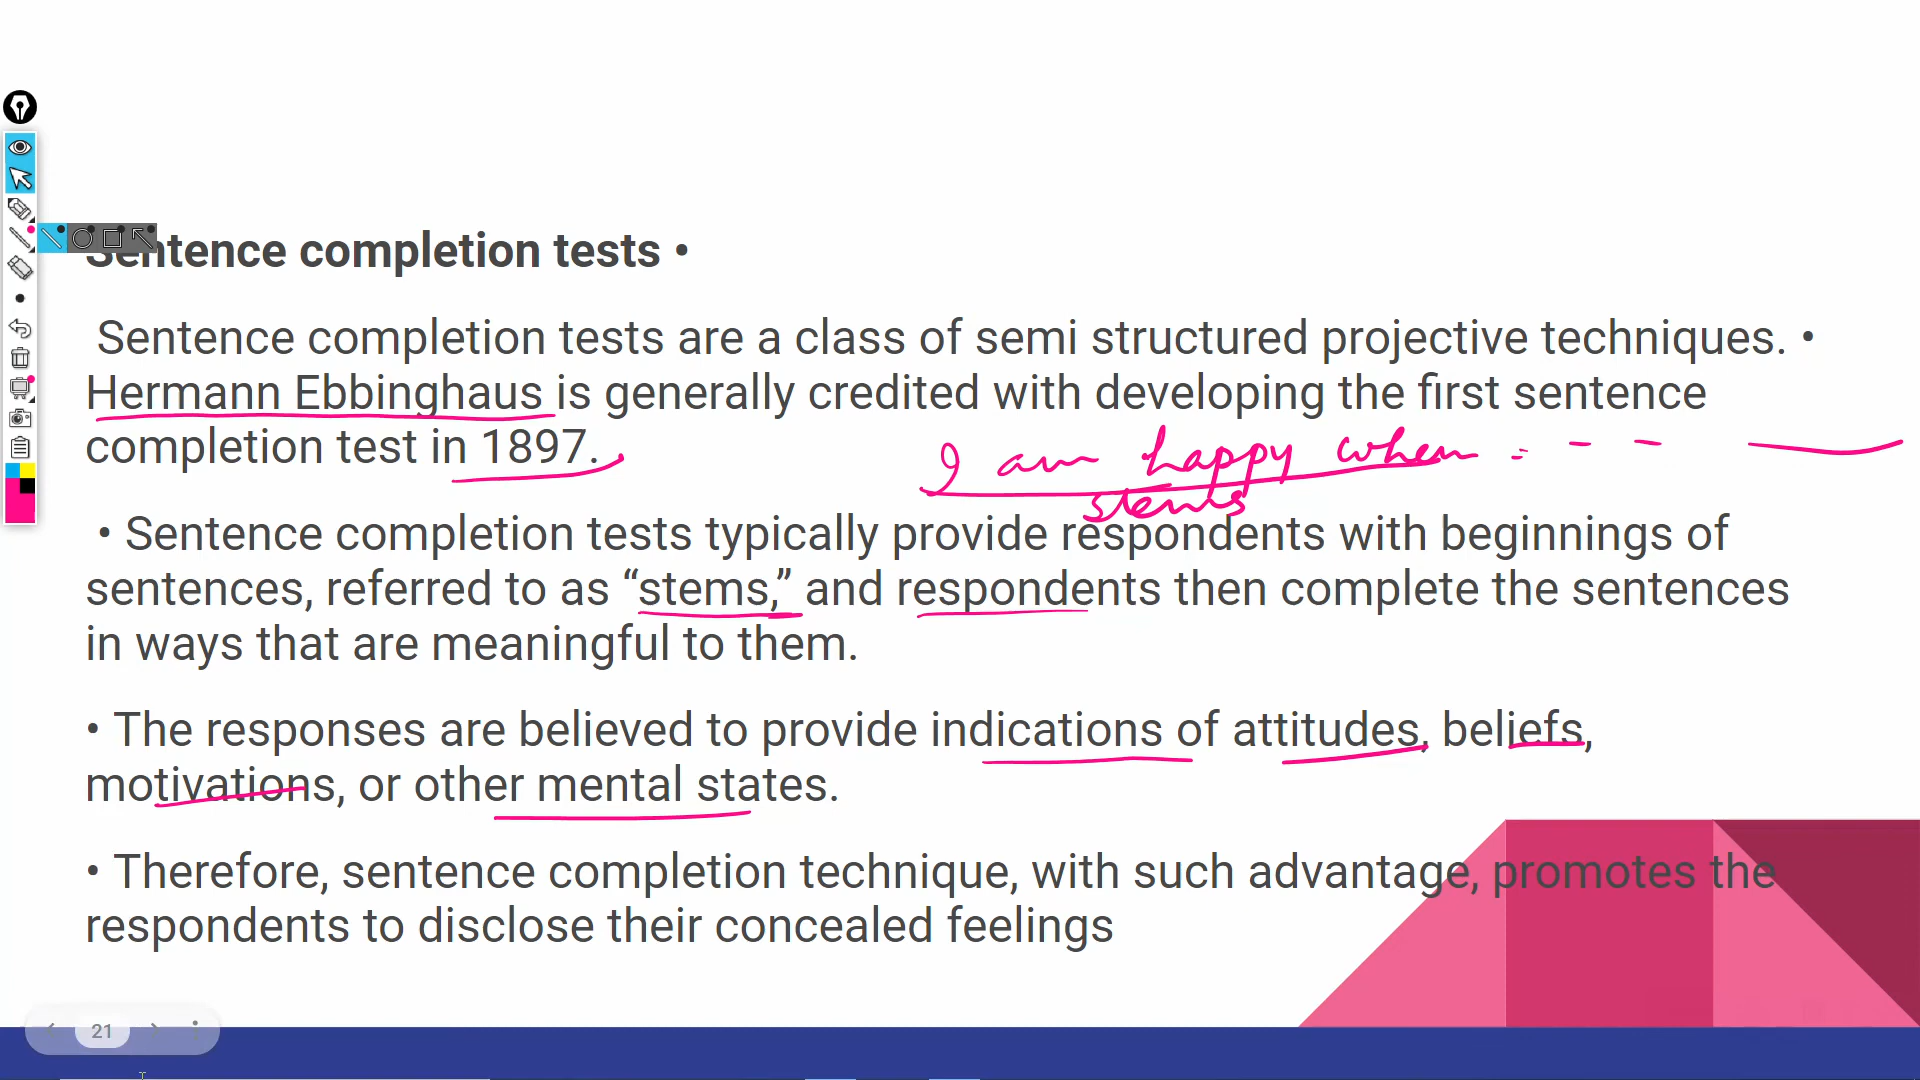 Sentence completion tests •
Sentence completion tests are a class of semi structured projective techniques. •
Hermann Ebbinghaus is generally credited with developing the first sentence
completion test in 1897.
I am happy when
stems
• Sentence completion tests typically provide respondents with beginnings of
sentences, referred to as “stems,” and respondents then complete the sentences
in ways that are meaningful to them.
• The responses are believed to provide indications of attitudes, beliefs,
motivations, or other mental states.
• Therefore, sentence completion technique, with such advantage, promotes the
respondents to disclose their concealed feelings
21